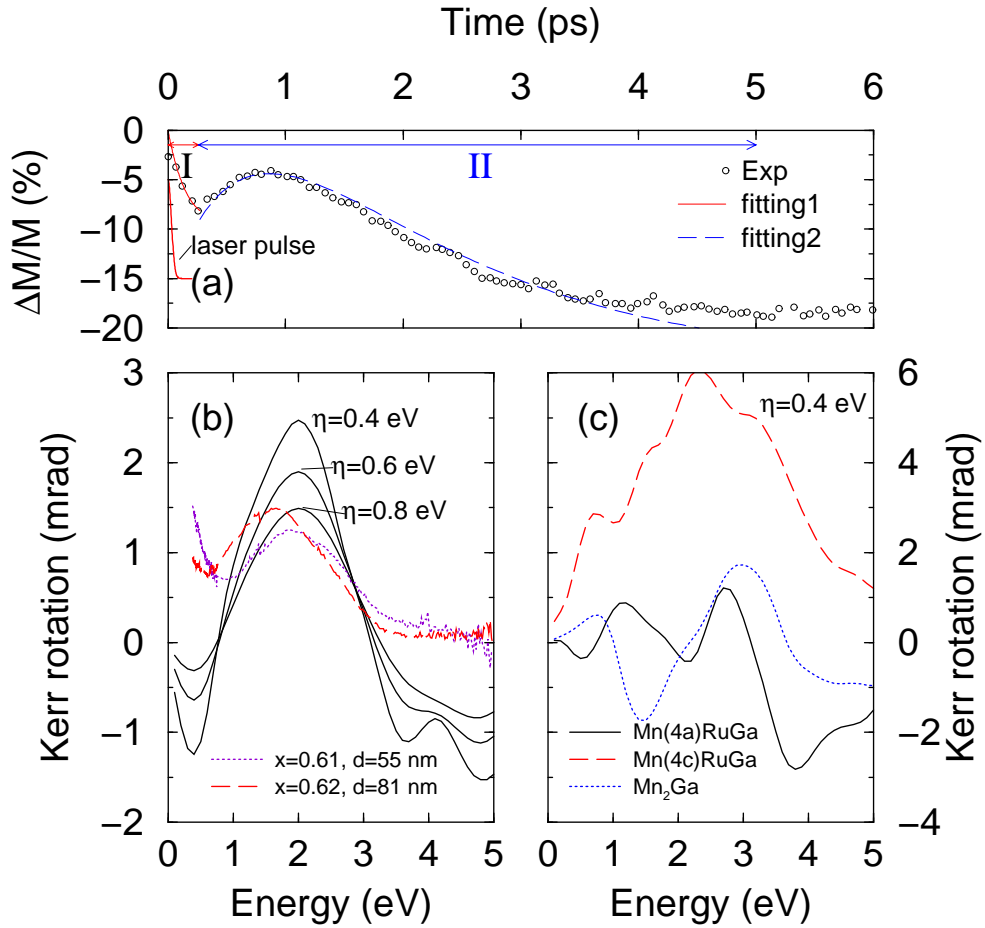 Time (ps)
0 1 2 3 4 5 6
0
−5
−10
−15
−20
ΔM/M (%)
I
II
Exp
fitting1
fitting2
laser pulse
(a)
3
2
1
0
−1
−2
Kerr rotation (mrad)
(b)
η=0.4 eV
η=0.6 eV
η=0.8 eV
x=0.61, d=55 nm
x=0.62, d=81 nm
0 1 2 3 4 5
Energy (eV)
(c)
η=0.4 eV
Mn(4a)RuGa
Mn(4c)RuGa
Mn₂Ga
6
4
2
0
−2
−4
Kerr rotation (mrad)
0 1 2 3 4 5
Energy (eV)